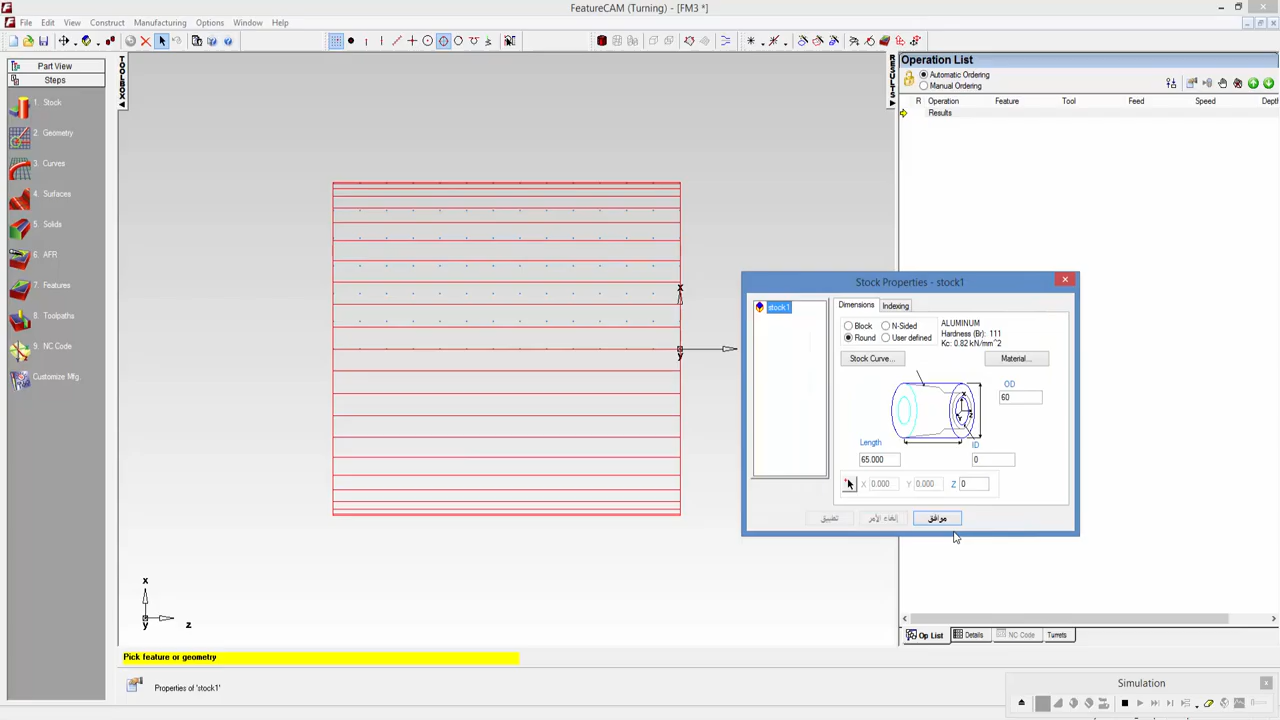 FeatureCAM (Turning) - [FM3 *]
File Edit View Construct Manufacturing Options Window Help
TOOLBOX
RESULTS
Part View
Steps
1. Stock
2. Geometry
3. Curves
4. Surfaces
5. Solids
6. AFR
7. Features
8. Toolpaths
9. NC Code
Customize Mfg.
x
y
x
y
z
Operation List
Automatic Ordering
Manual Ordering
R Operation Feature Tool Feed Speed Depth
Results
Stock Properties - stock1
stock1
Dimensions Indexing
Block N-Sided
Round User defined
ALUMINUM
Hardness (Br): 111
Kc: 0.82 kN/mm^2
Stock Curve... Material...
OD
60
Length
65.000
ID
0
X 0.000 Y 0.000 Z 0
تطبيق إلغاء الأمر موافق
Op List Details NC Code Turrets
Pick feature or geometry
Properties of 'stock1'
Simulation